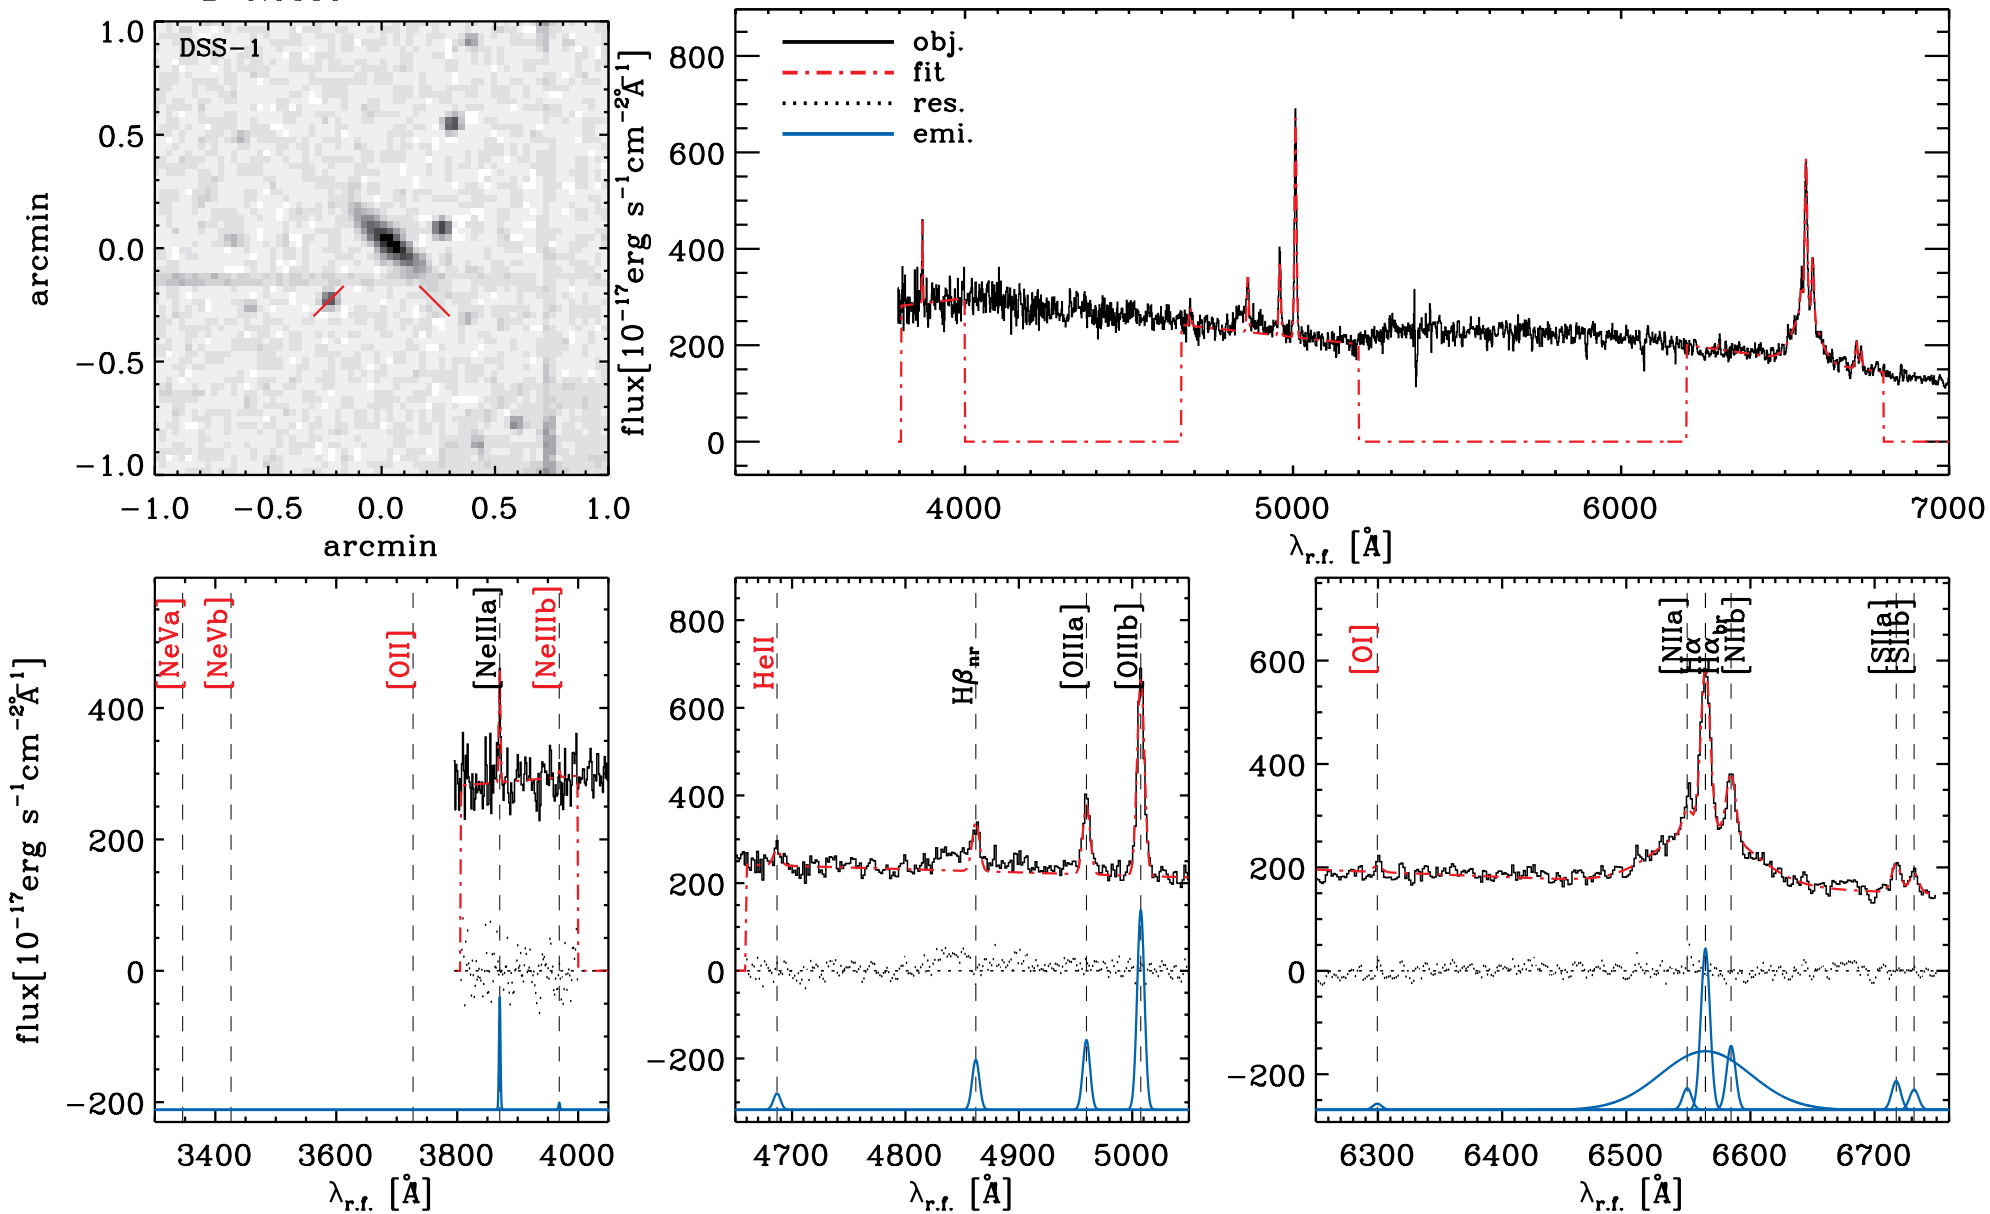 DSS-1
1.0
0.5
0.0
−0.5
−1.0
−1.0 −0.5 0.0 0.5 1.0
arcmin
arcmin
obj.
fit
res.
emi.
800
600
400
200
0
flux[10⁻¹⁷erg s⁻¹cm⁻²Å⁻¹]
4000 5000 6000 7000
λr.f. [Å]
[NeVa] [NeVb] [OII] [NeIIIa] [NeIIIb]
400
200
0
−200
flux[10⁻¹⁷erg s⁻¹cm⁻²Å⁻¹]
3400 3600 3800 4000
λr.f. [Å]
HeII Hβnr [OIIIa] [OIIIb]
800
600
400
200
0
−200
4700 4800 4900 5000
λr.f. [Å]
[OI] [NIIa] Hα Hαbr [NIIb] [SIIa] [SIIb]
600
400
200
0
−200
6300 6400 6500 6600 6700
λr.f. [Å]